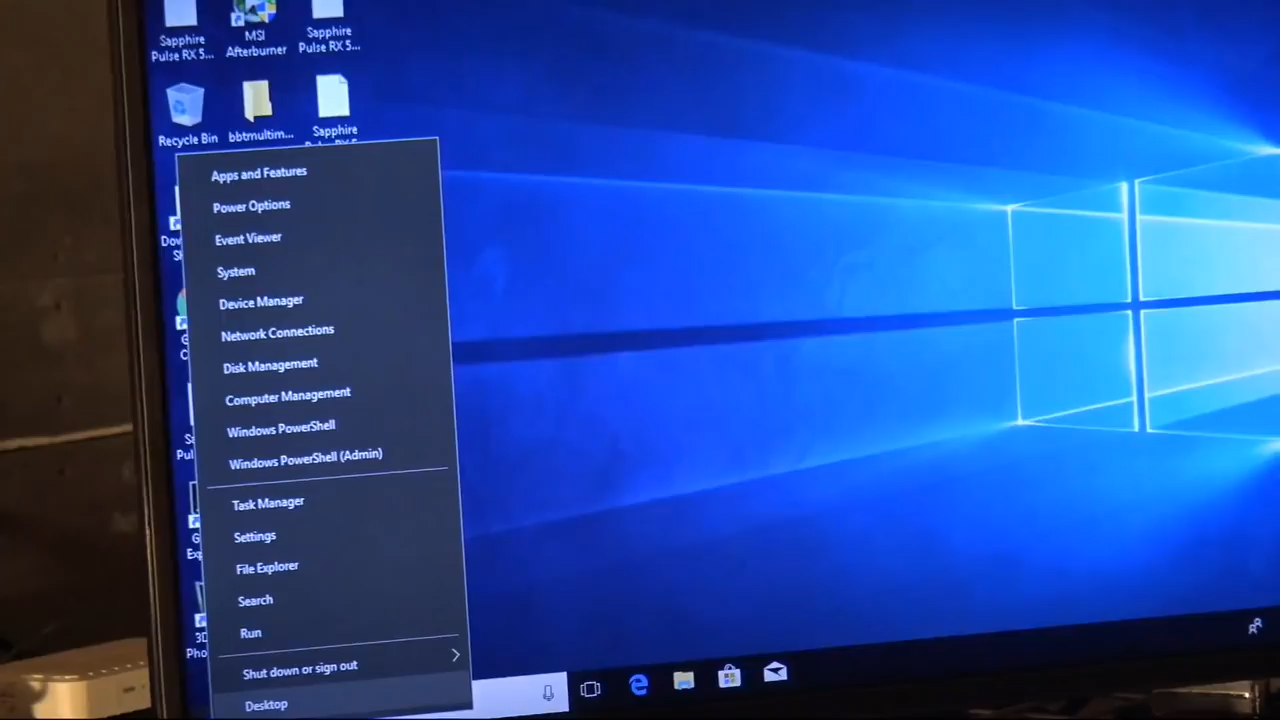 Sapphire
Pulse RX 5...
MSI
Afterburner
Sapphire
Pulse RX 5...
Recycle Bin
bbtmultim...
Sapphire
Apps and Features
Power Options
Event Viewer
System
Device Manager
Network Connections
Disk Management
Computer Management
Windows PowerShell
Windows PowerShell (Admin)
Task Manager
Settings
File Explorer
Search
Run
Shut down or sign out
Desktop